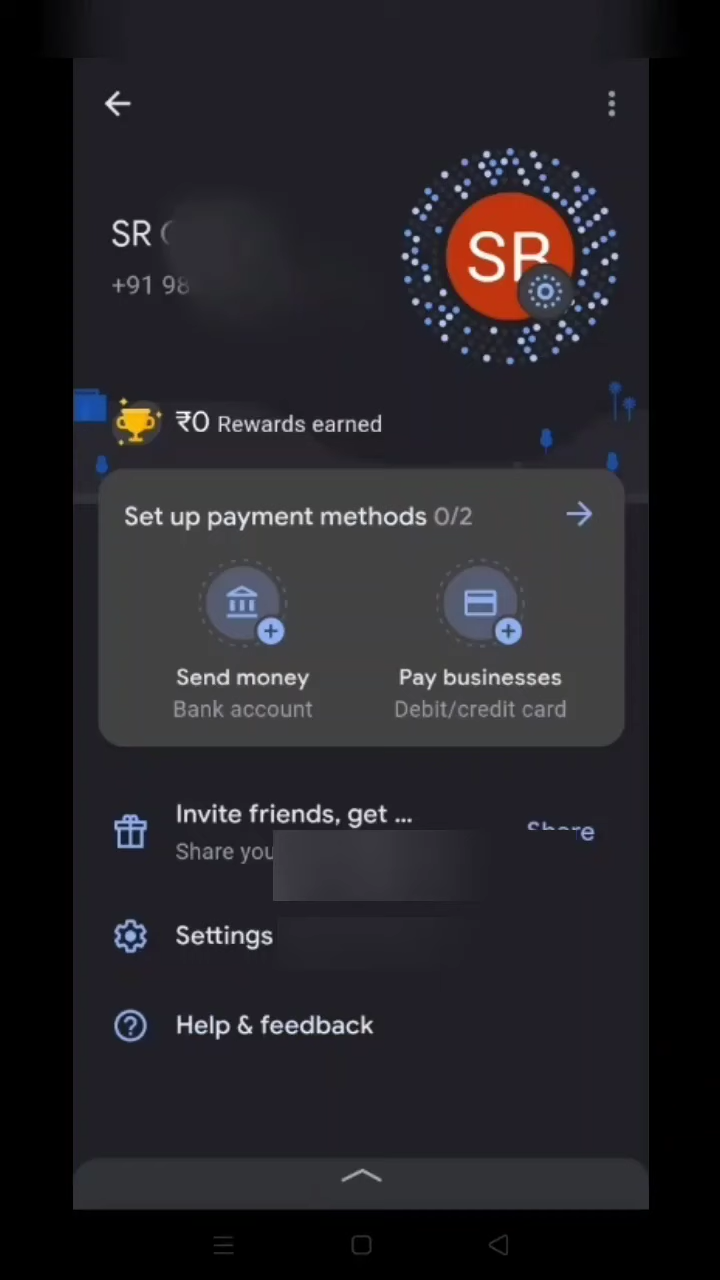 SR
+91 98
SR
₹0 Rewards earned
Set up payment methods 0/2
Send money
Pay businesses
Bank account
Debit/credit card
Invite friends, get ...
Share
Share you
Settings
Help & feedback